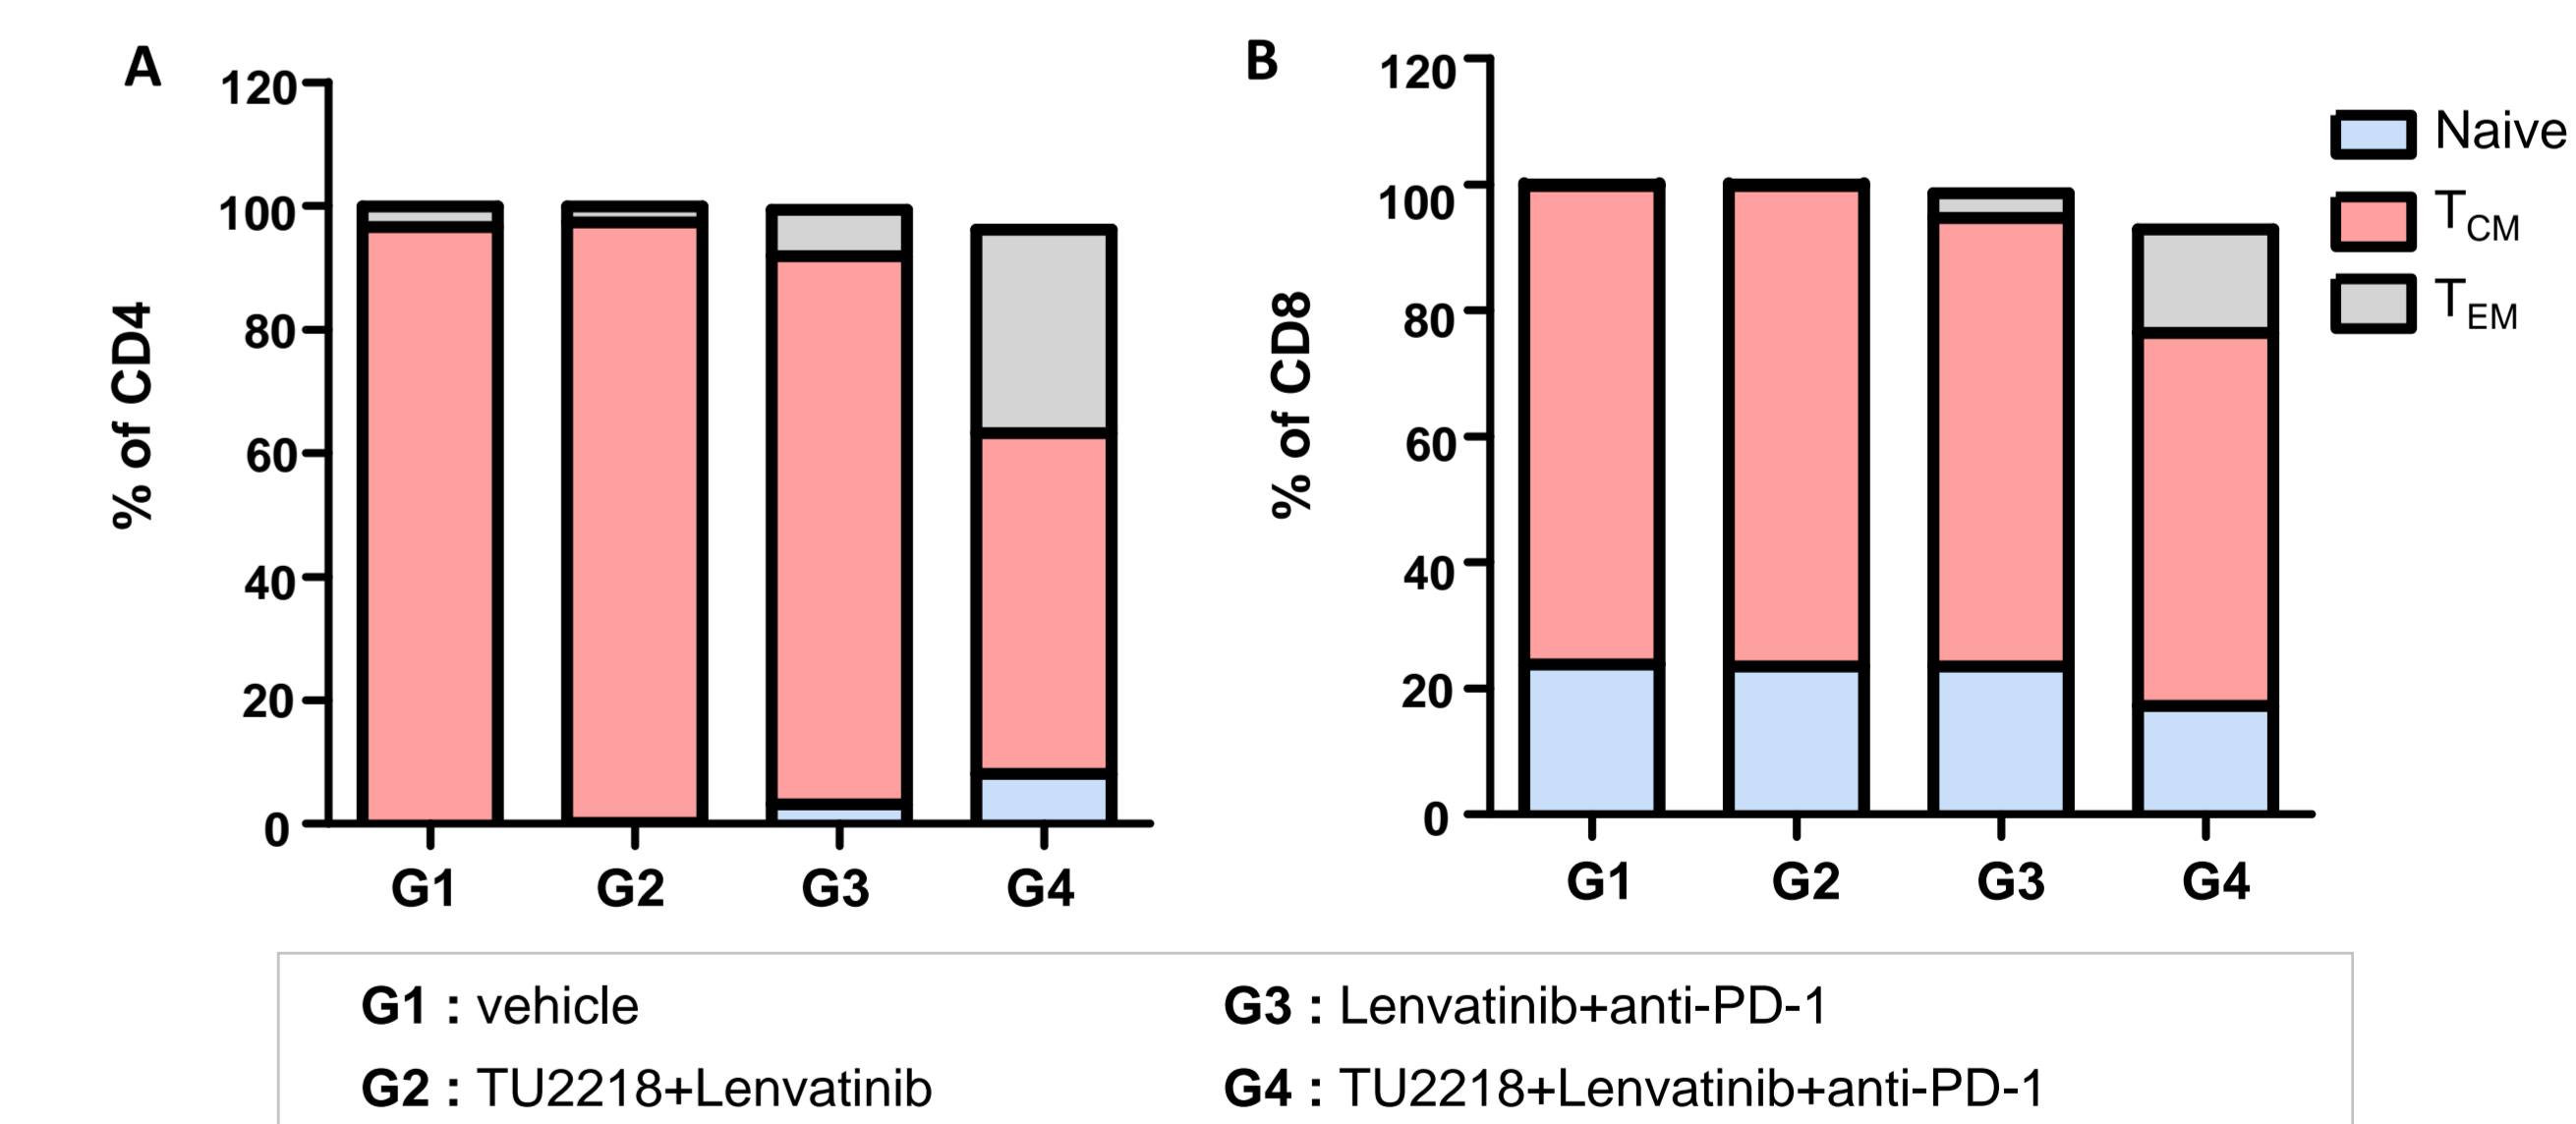 A
120
100
80
60
40
20
0
% of CD4
G1 G2 G3 G4
B
120
100
80
60
40
20
0
% of CD8
G1 G2 G3 G4
Naive
TCM
TEM
G1 : vehicle
G2 : TU2218+Lenvatinib
G3 : Lenvatinib+anti-PD-1
G4 : TU2218+Lenvatinib+anti-PD-1